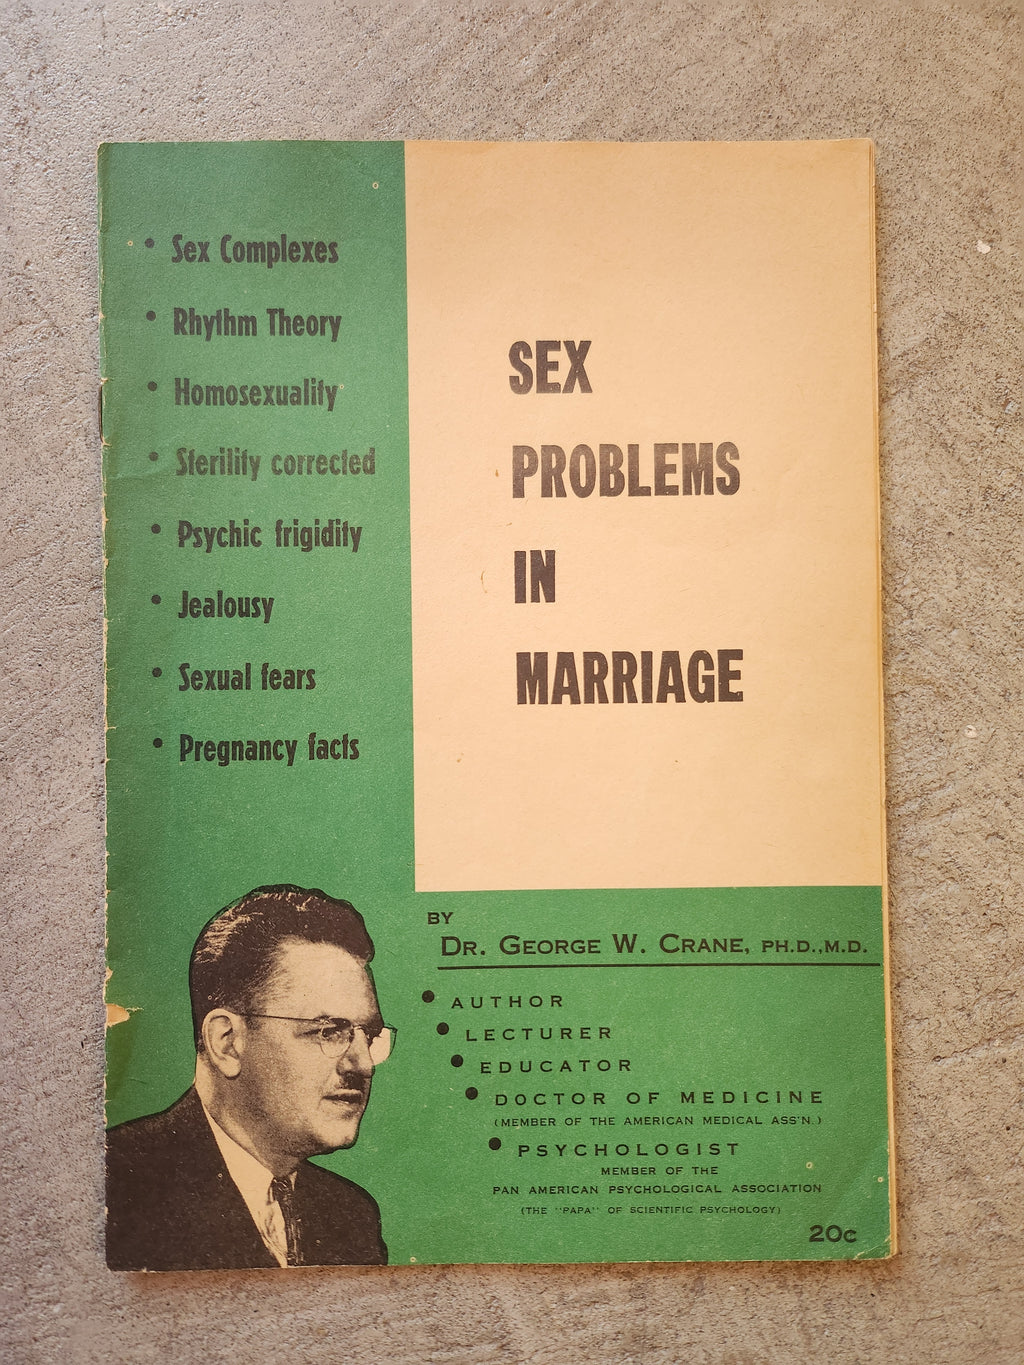 • Sex Complexes
• Rhythm Theory
• Homosexuality
• Sterility corrected
• Psychic frigidity
• Jealousy
• Sexual fears
• Pregnancy facts
SEX
PROBLEMS
IN
MARRIAGE
BY
DR. GEORGE W. CRANE, PH.D.,M.D.
• AUTHOR
• LECTURER
• EDUCATOR
• DOCTOR OF MEDICINE
(MEMBER OF THE AMERICAN MEDICAL ASS'N.)
• PSYCHOLOGIST
MEMBER OF THE
PAN AMERICAN PSYCHOLOGICAL ASSOCIATION
(THE "PAPA" OF SCIENTIFIC PSYCHOLOGY)
20c